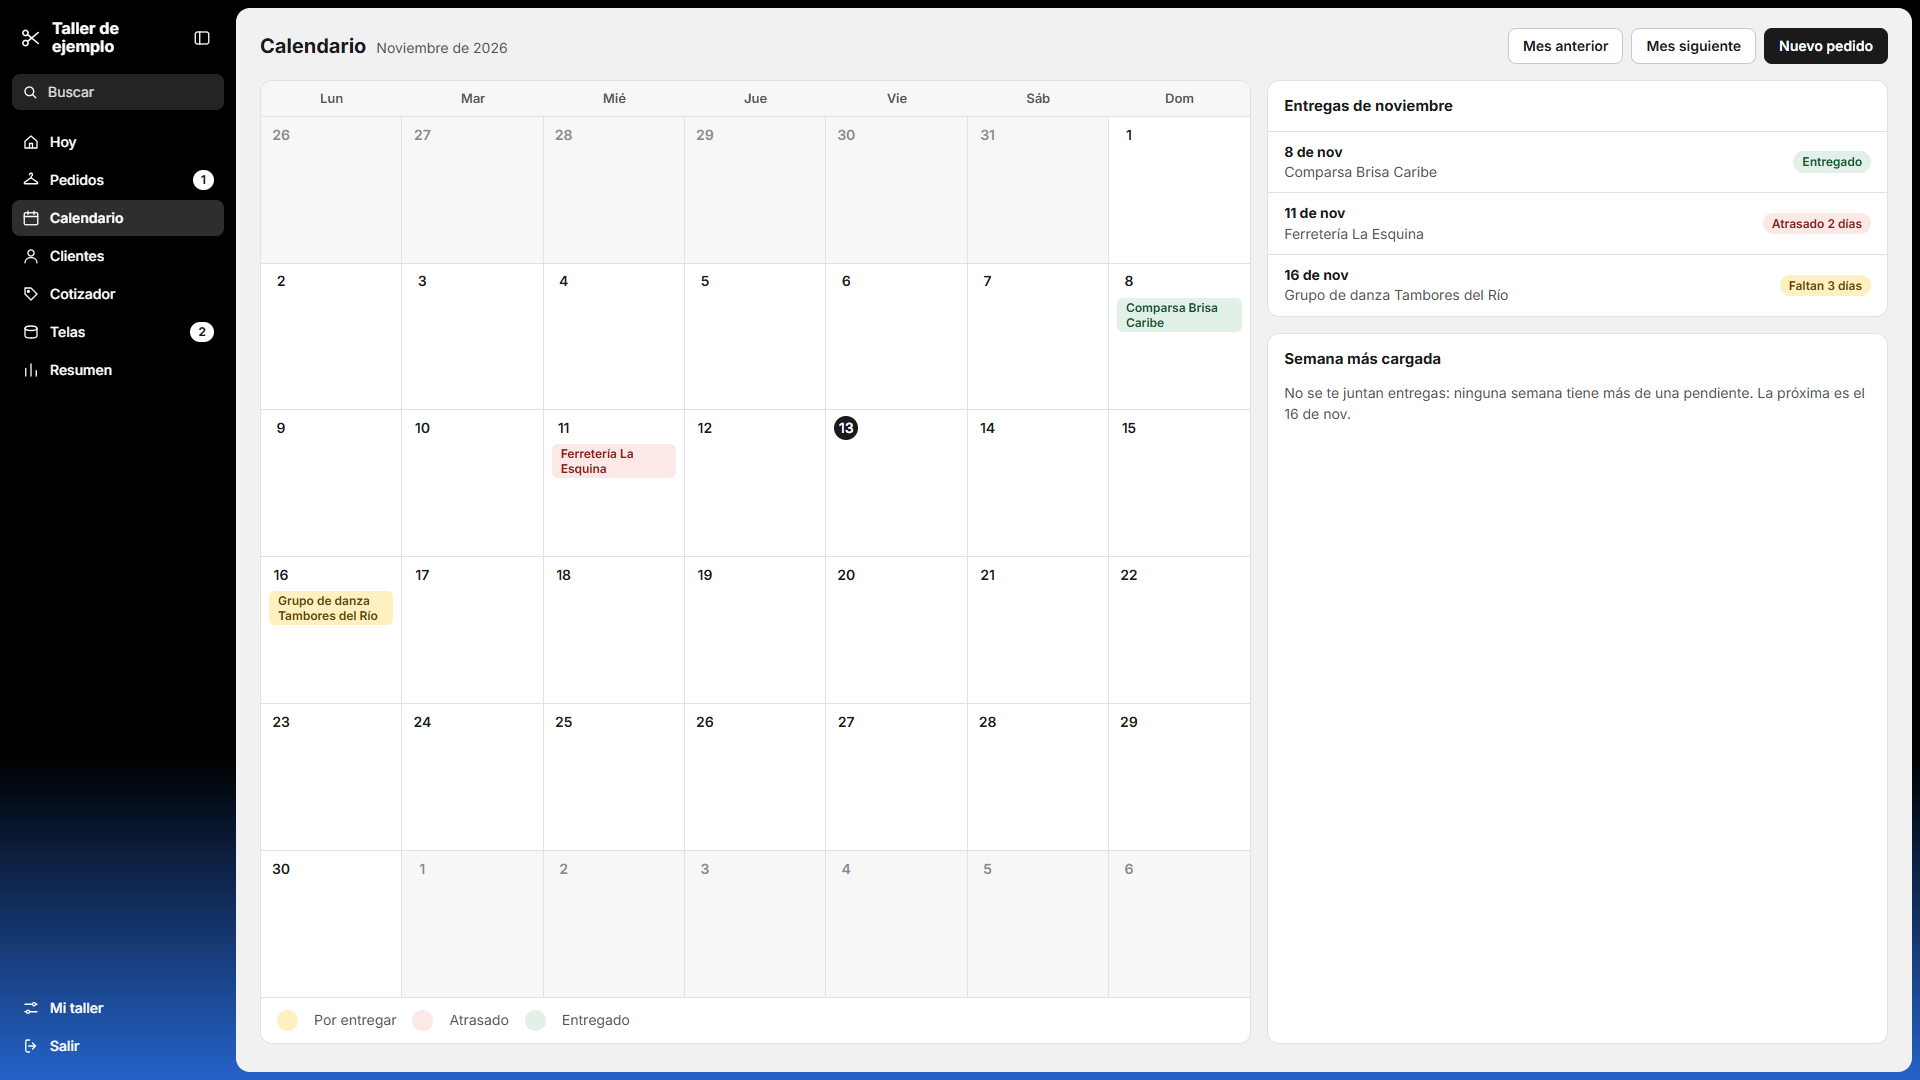 Taller de
ejemplo
Buscar
Hoy
Pedidos 1
Calendario
Clientes
Cotizador
Telas 2
Resumen
Mi taller
Salir
Calendario Noviembre de 2026
Mes anterior Mes siguiente Nuevo pedido
Lun Mar Mié Jue Vie Sáb Dom
26 27 28 29 30 31 1
2 3 4 5 6 7 8
Comparsa Brisa
Caribe
9 10 11 12 13 14 15
Ferretería La
Esquina
16 17 18 19 20 21 22
Grupo de danza
Tambores del Río
23 24 25 26 27 28 29
30 1 2 3 4 5 6
Por entregar Atrasado Entregado
Entregas de noviembre
8 de nov
Comparsa Brisa Caribe
Entregado
11 de nov
Ferretería La Esquina
Atrasado 2 días
16 de nov
Grupo de danza Tambores del Río
Faltan 3 días
Semana más cargada
No se te juntan entregas: ninguna semana tiene más de una pendiente. La próxima es el
16 de nov.